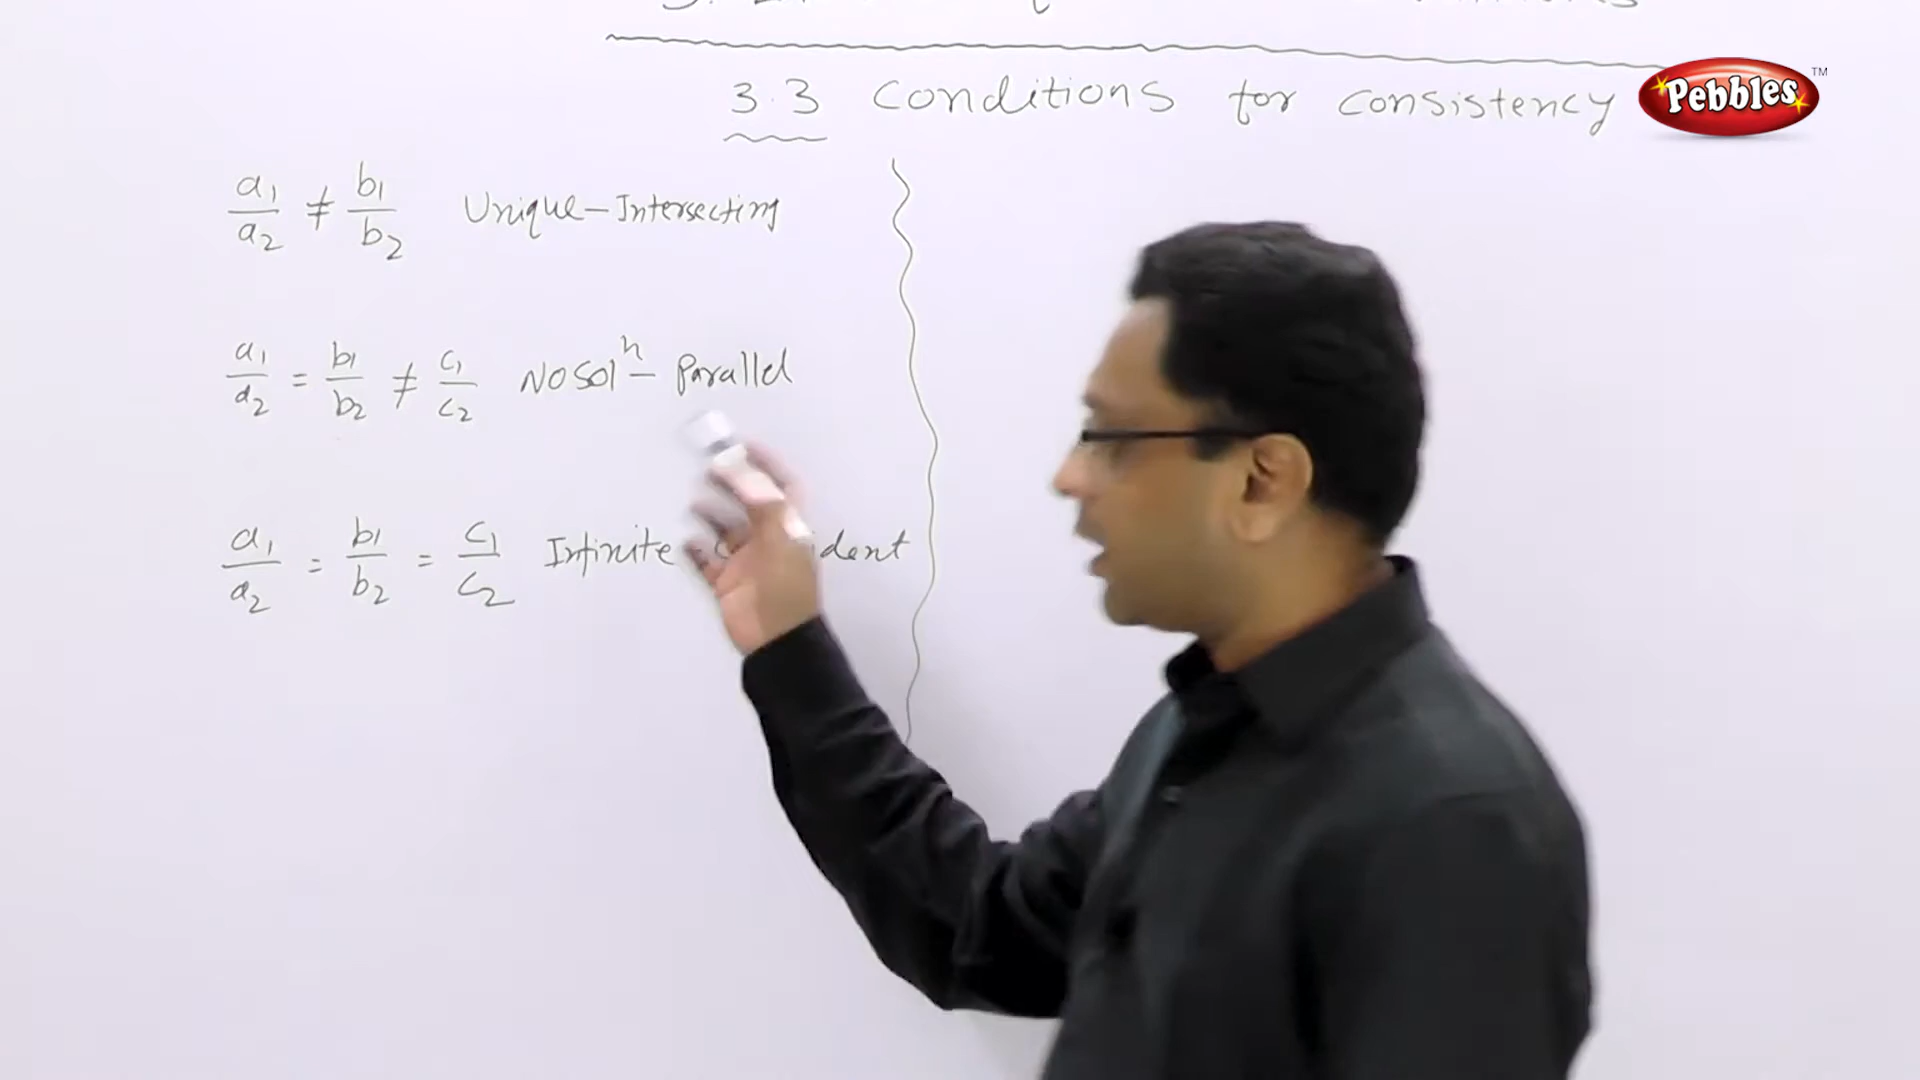 3.3 Conditions for consistency
Pebbles™
a1/a2 ≠ b1/b2 Unique-Intersecting
a1/a2 = b1/b2 ≠ c1/c2 No Solⁿ - Parallel
a1/a2 = b1/b2 = c1/c2 Infinite -